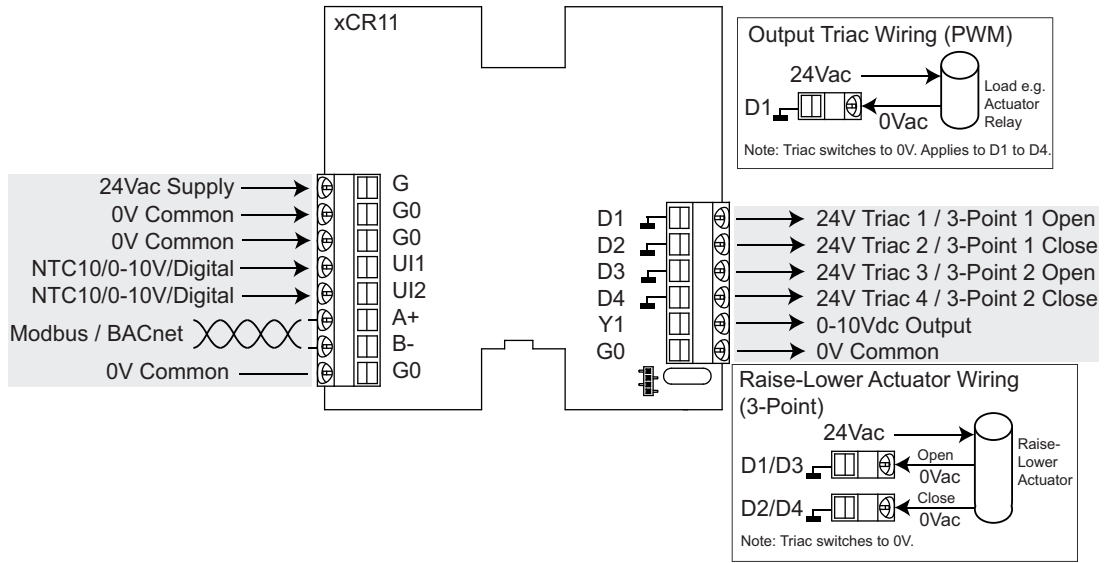 xCR11
Output Triac Wiring (PWM)
24Vac
D1
0Vac
Load e.g.
Actuator
Relay
Note: Triac switches to 0V. Applies to D1 to D4.
24Vac Supply
G
0V Common
G0
0V Common
G0
NTC10/0-10V/Digital
UI1
NTC10/0-10V/Digital
UI2
Modbus / BACnet
A+
B-
0V Common
G0
D1
24V Triac 1 / 3-Point 1 Open
D2
24V Triac 2 / 3-Point 1 Close
D3
24V Triac 3 / 3-Point 2 Open
D4
24V Triac 4 / 3-Point 2 Close
Y1
0-10Vdc Output
G0
0V Common
Raise-Lower Actuator Wiring
(3-Point)
24Vac
D1/D3
Open
0Vac
D2/D4
Close
0Vac
Raise-
Lower
Actuator
Note: Triac switches to 0V.